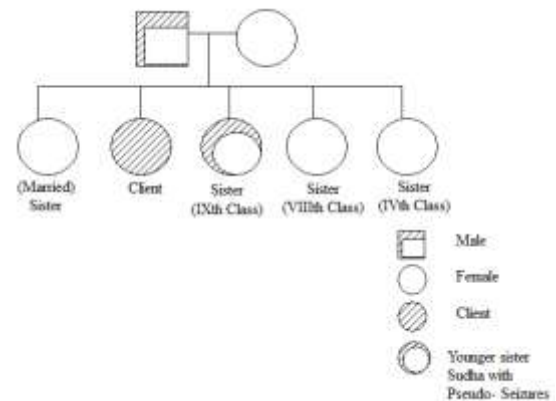 (Married)
Sister
Client
Sister
(IXth Class)
Sister
(VIIIth Class)
Sister
(IVth Class)
Male
Female
Client
Younger sister
Sudha with
Pseudo- Seizures